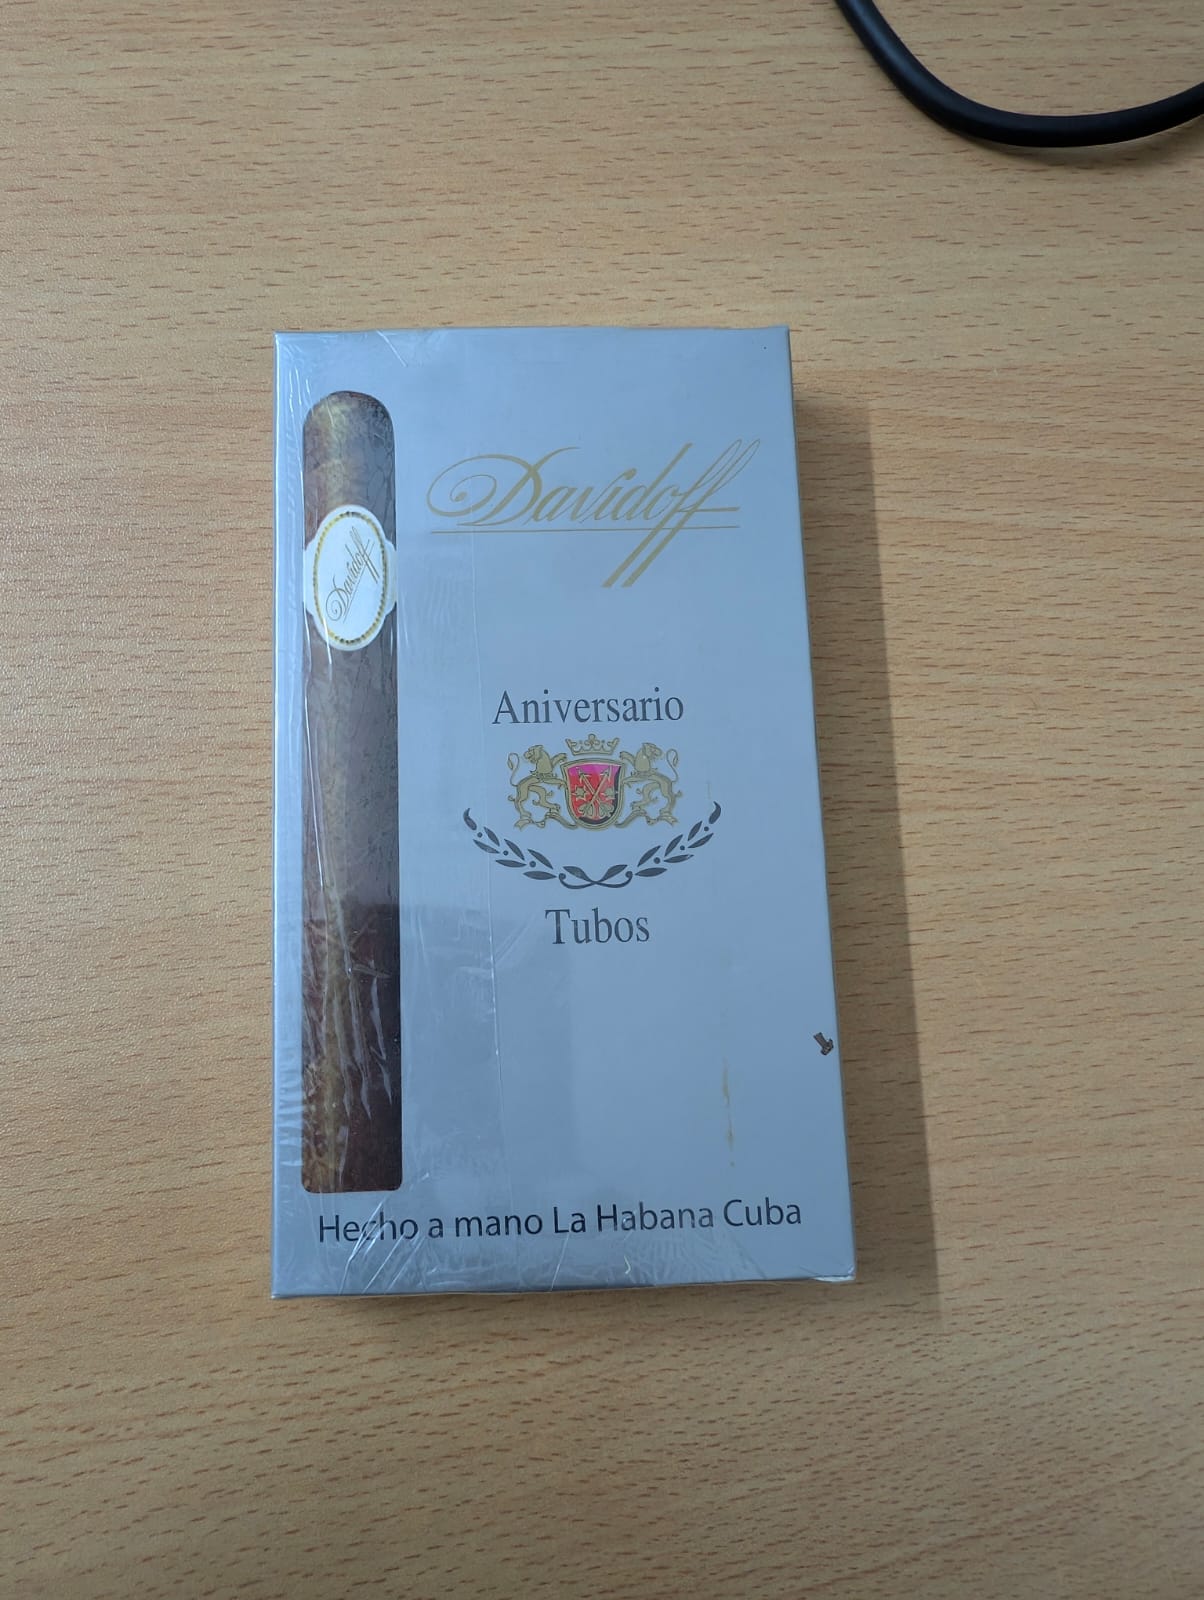 Davidoff
Davidoff
Aniversario
Tubos
Hecho a mano La Habana Cuba